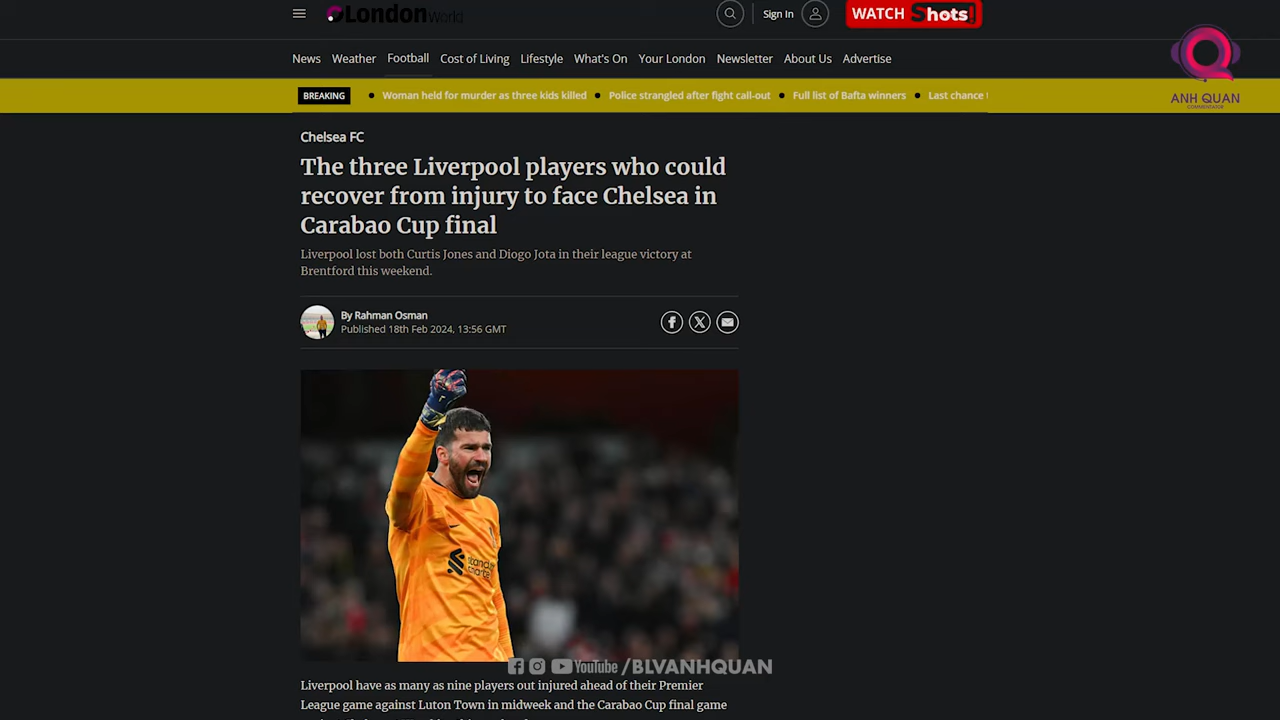 London World
Sign In
WATCH Shots!
News Weather Football Cost of Living Lifestyle What's On Your London Newsletter About Us Advertise
ANH QUAN
COMMENTATOR
BREAKING • Woman held for murder as three kids killed • Police strangled after fight call-out • Full list of Bafta winners • Last chance
Chelsea FC
The three Liverpool players who could
recover from injury to face Chelsea in
Carabao Cup final
Liverpool lost both Curtis Jones and Diogo Jota in their league victory at
Brentford this weekend.
By Rahman Osman
Published 18th Feb 2024, 13:56 GMT
YouTube /BLVANHQUAN
Liverpool have as many as nine players out injured ahead of their Premier
League game against Luton Town in midweek and the Carabao Cup final game